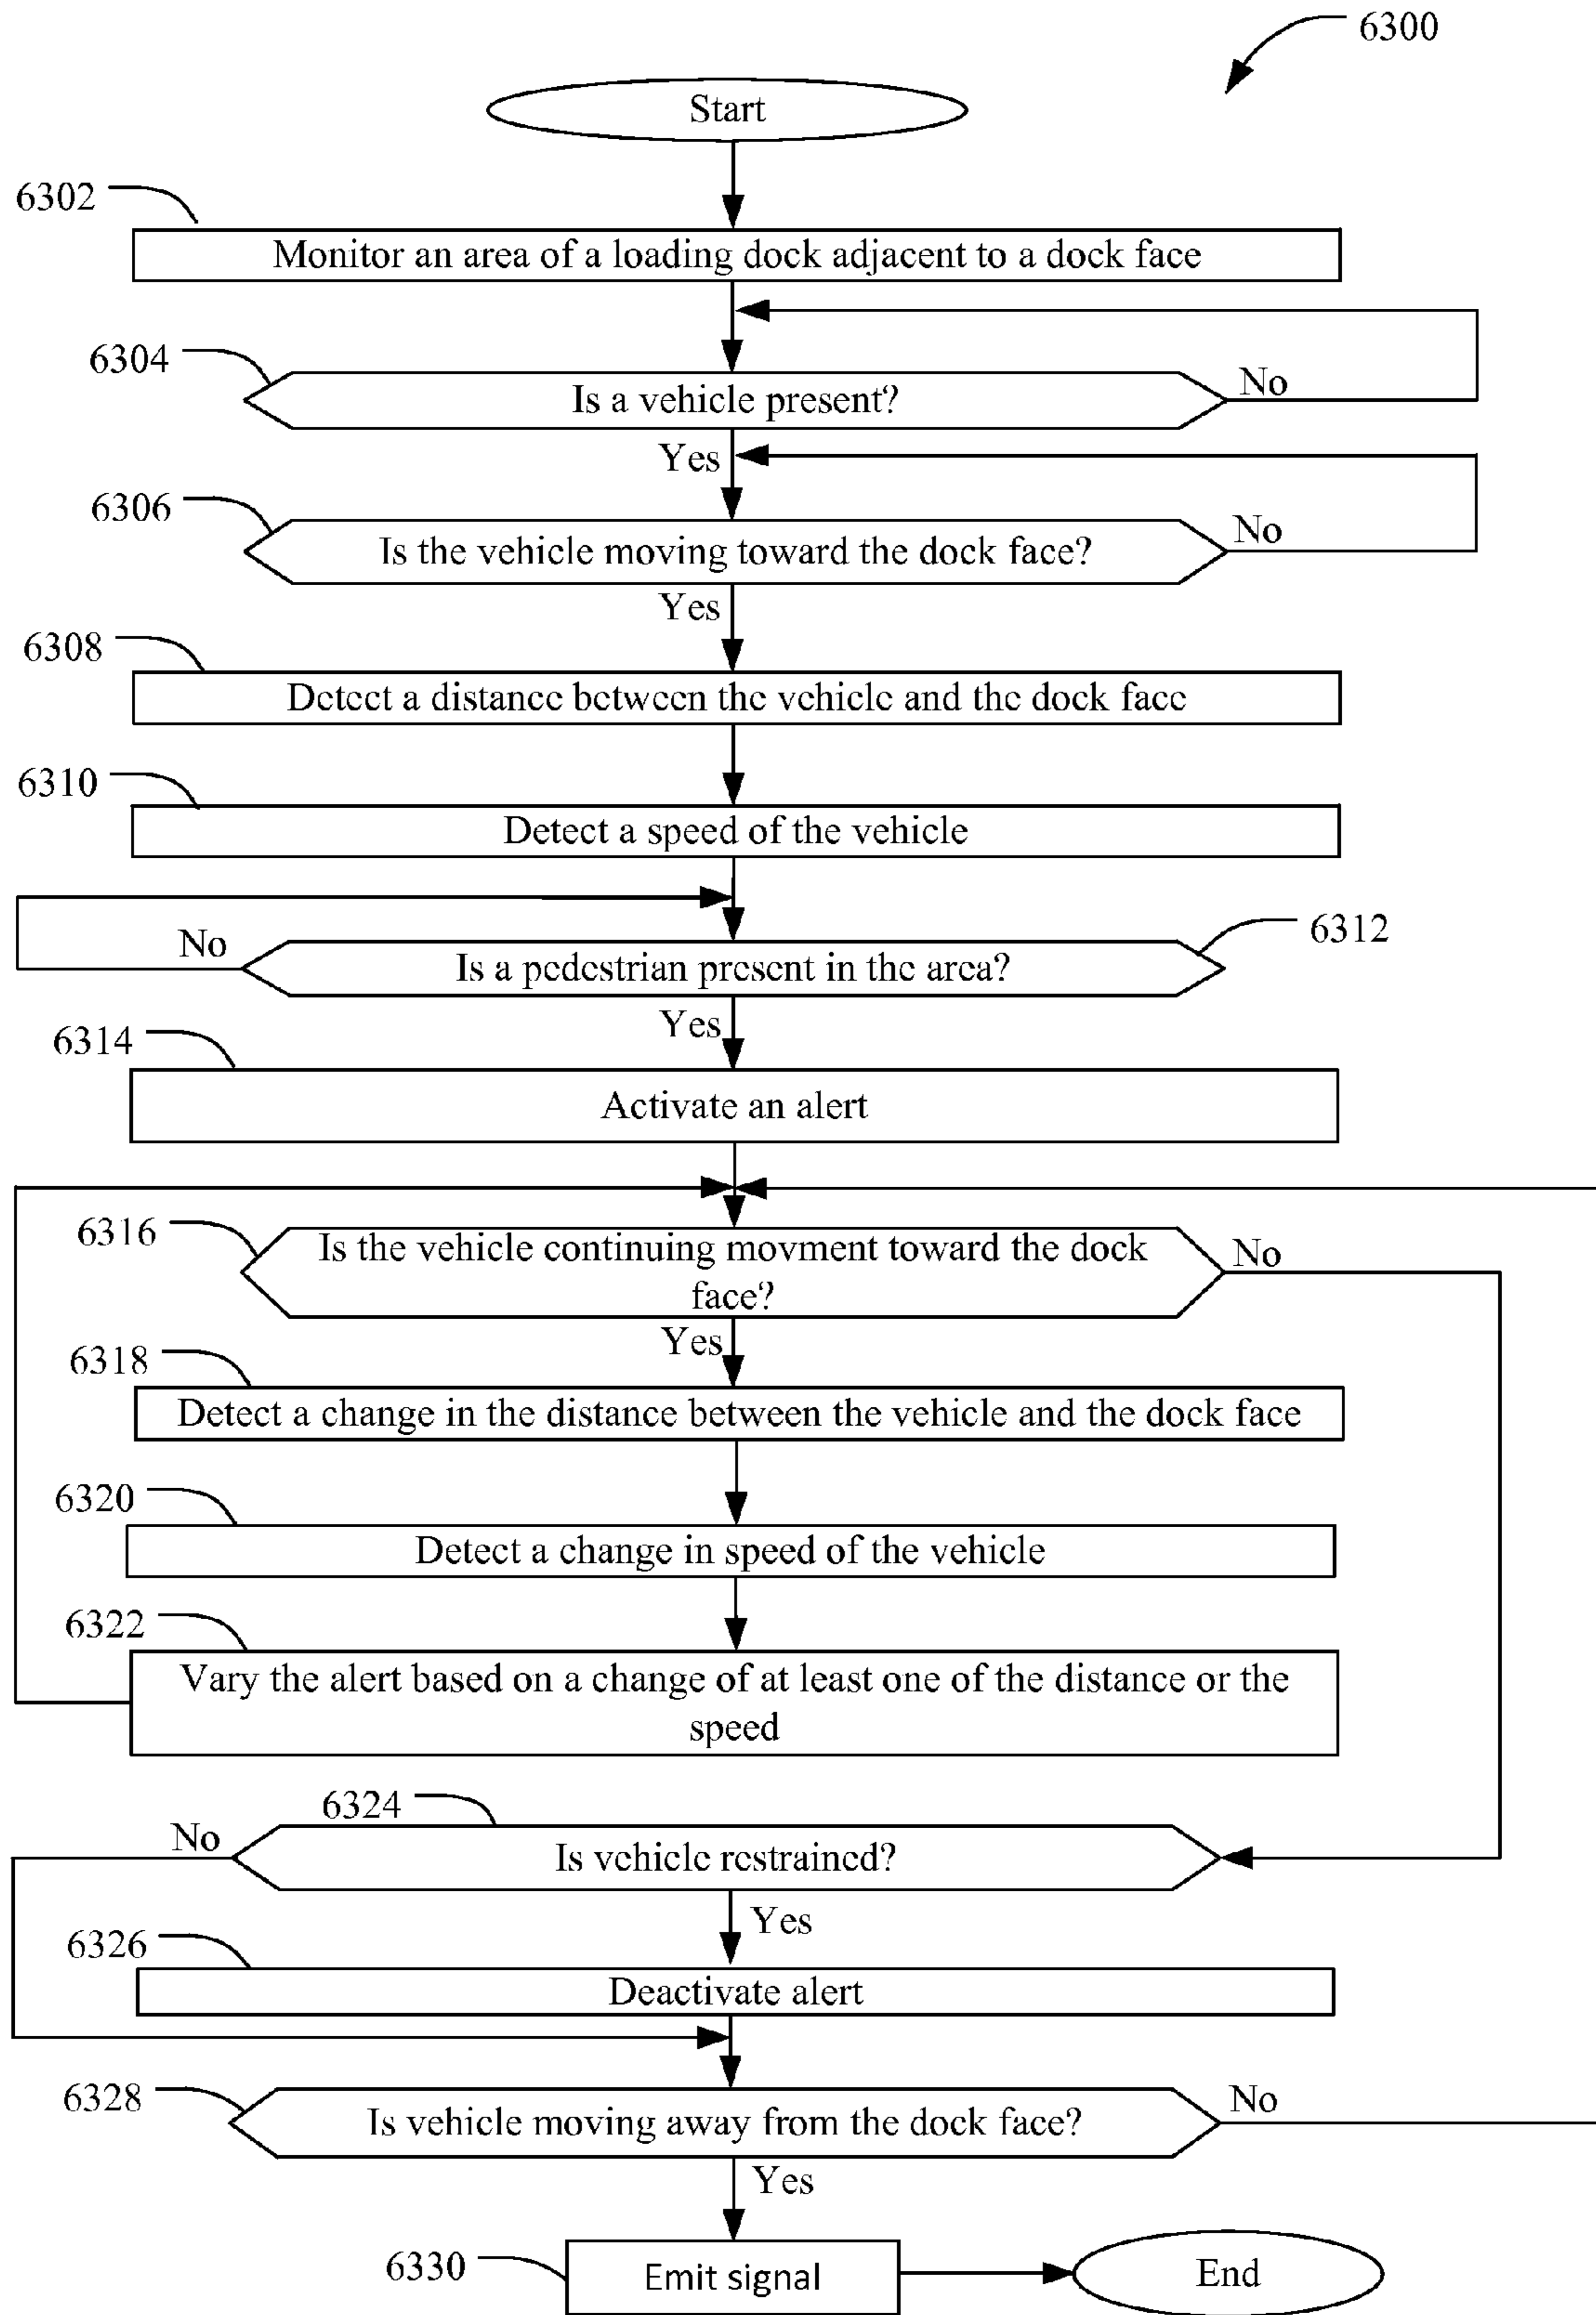 6300
Start
6302
Monitor an area of a loading dock adjacent to a dock face
6304
Is a vehicle present?
No
Yes
6306
Is the vehicle moving toward the dock face?
No
Yes
6308
Detect a distance between the vehicle and the dock face
6310
Detect a speed of the vehicle
6312
No
Is a pedestrian present in the area?
Yes
6314
Activate an alert
6316
Is the vehicle continuing movment toward the dock
face?
No
Yes
6318
Detect a change in the distance between the vehicle and the dock face
6320
Detect a change in speed of the vehicle
6322
Vary the alert based on a change of at least one of the distance or the
speed
6324
No
Is vehicle restrained?
Yes
6326
Deactivate alert
6328
Is vehicle moving away from the dock face?
No
Yes
6330
Emit signal
End